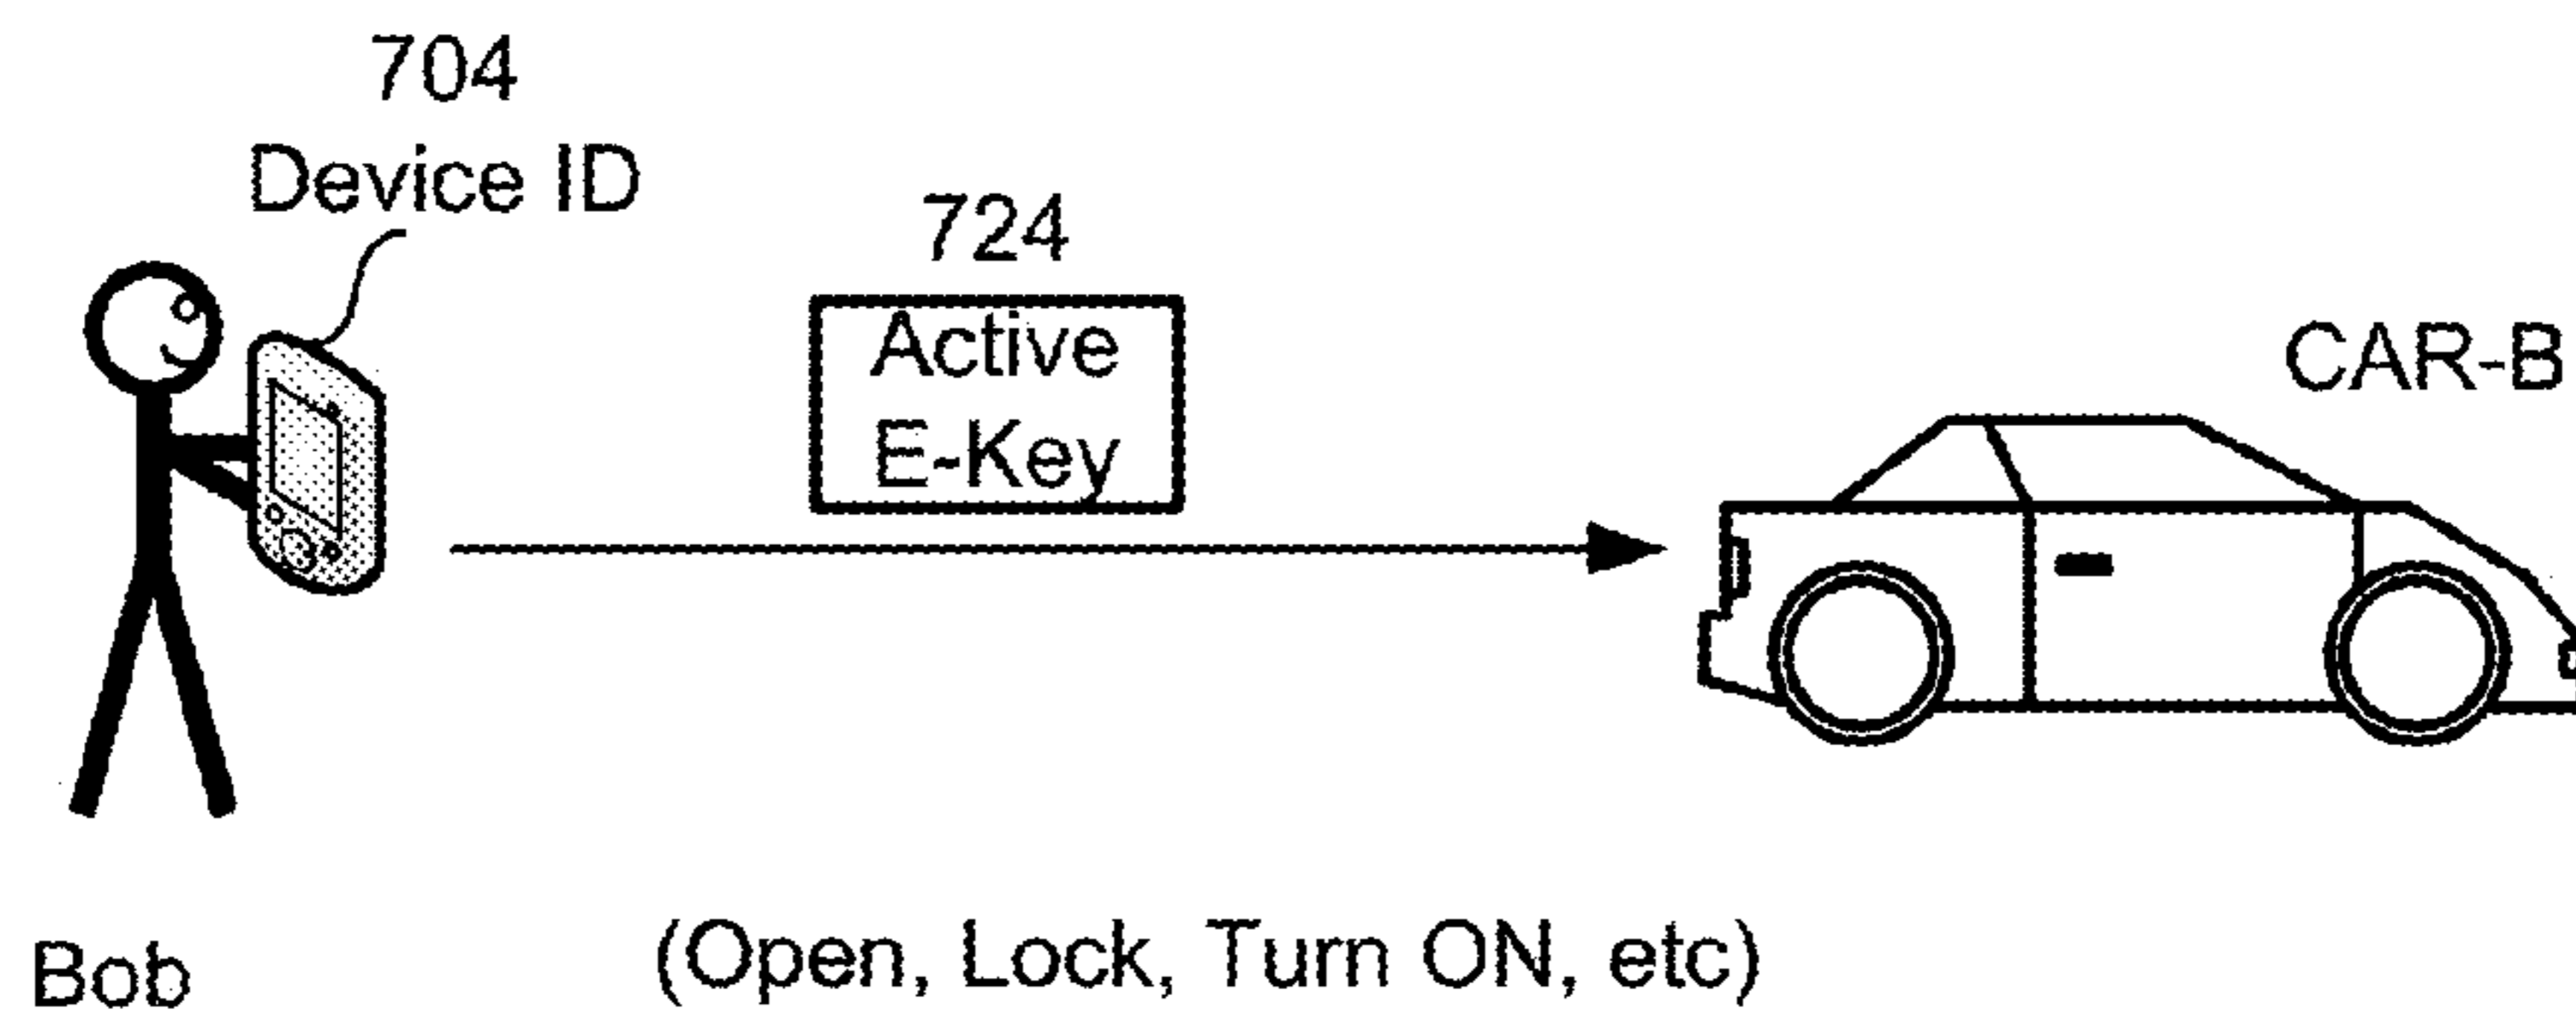 704
Device ID
724
Active
E-Key
CAR-B
Bob
(Open, Lock, Turn ON, etc)